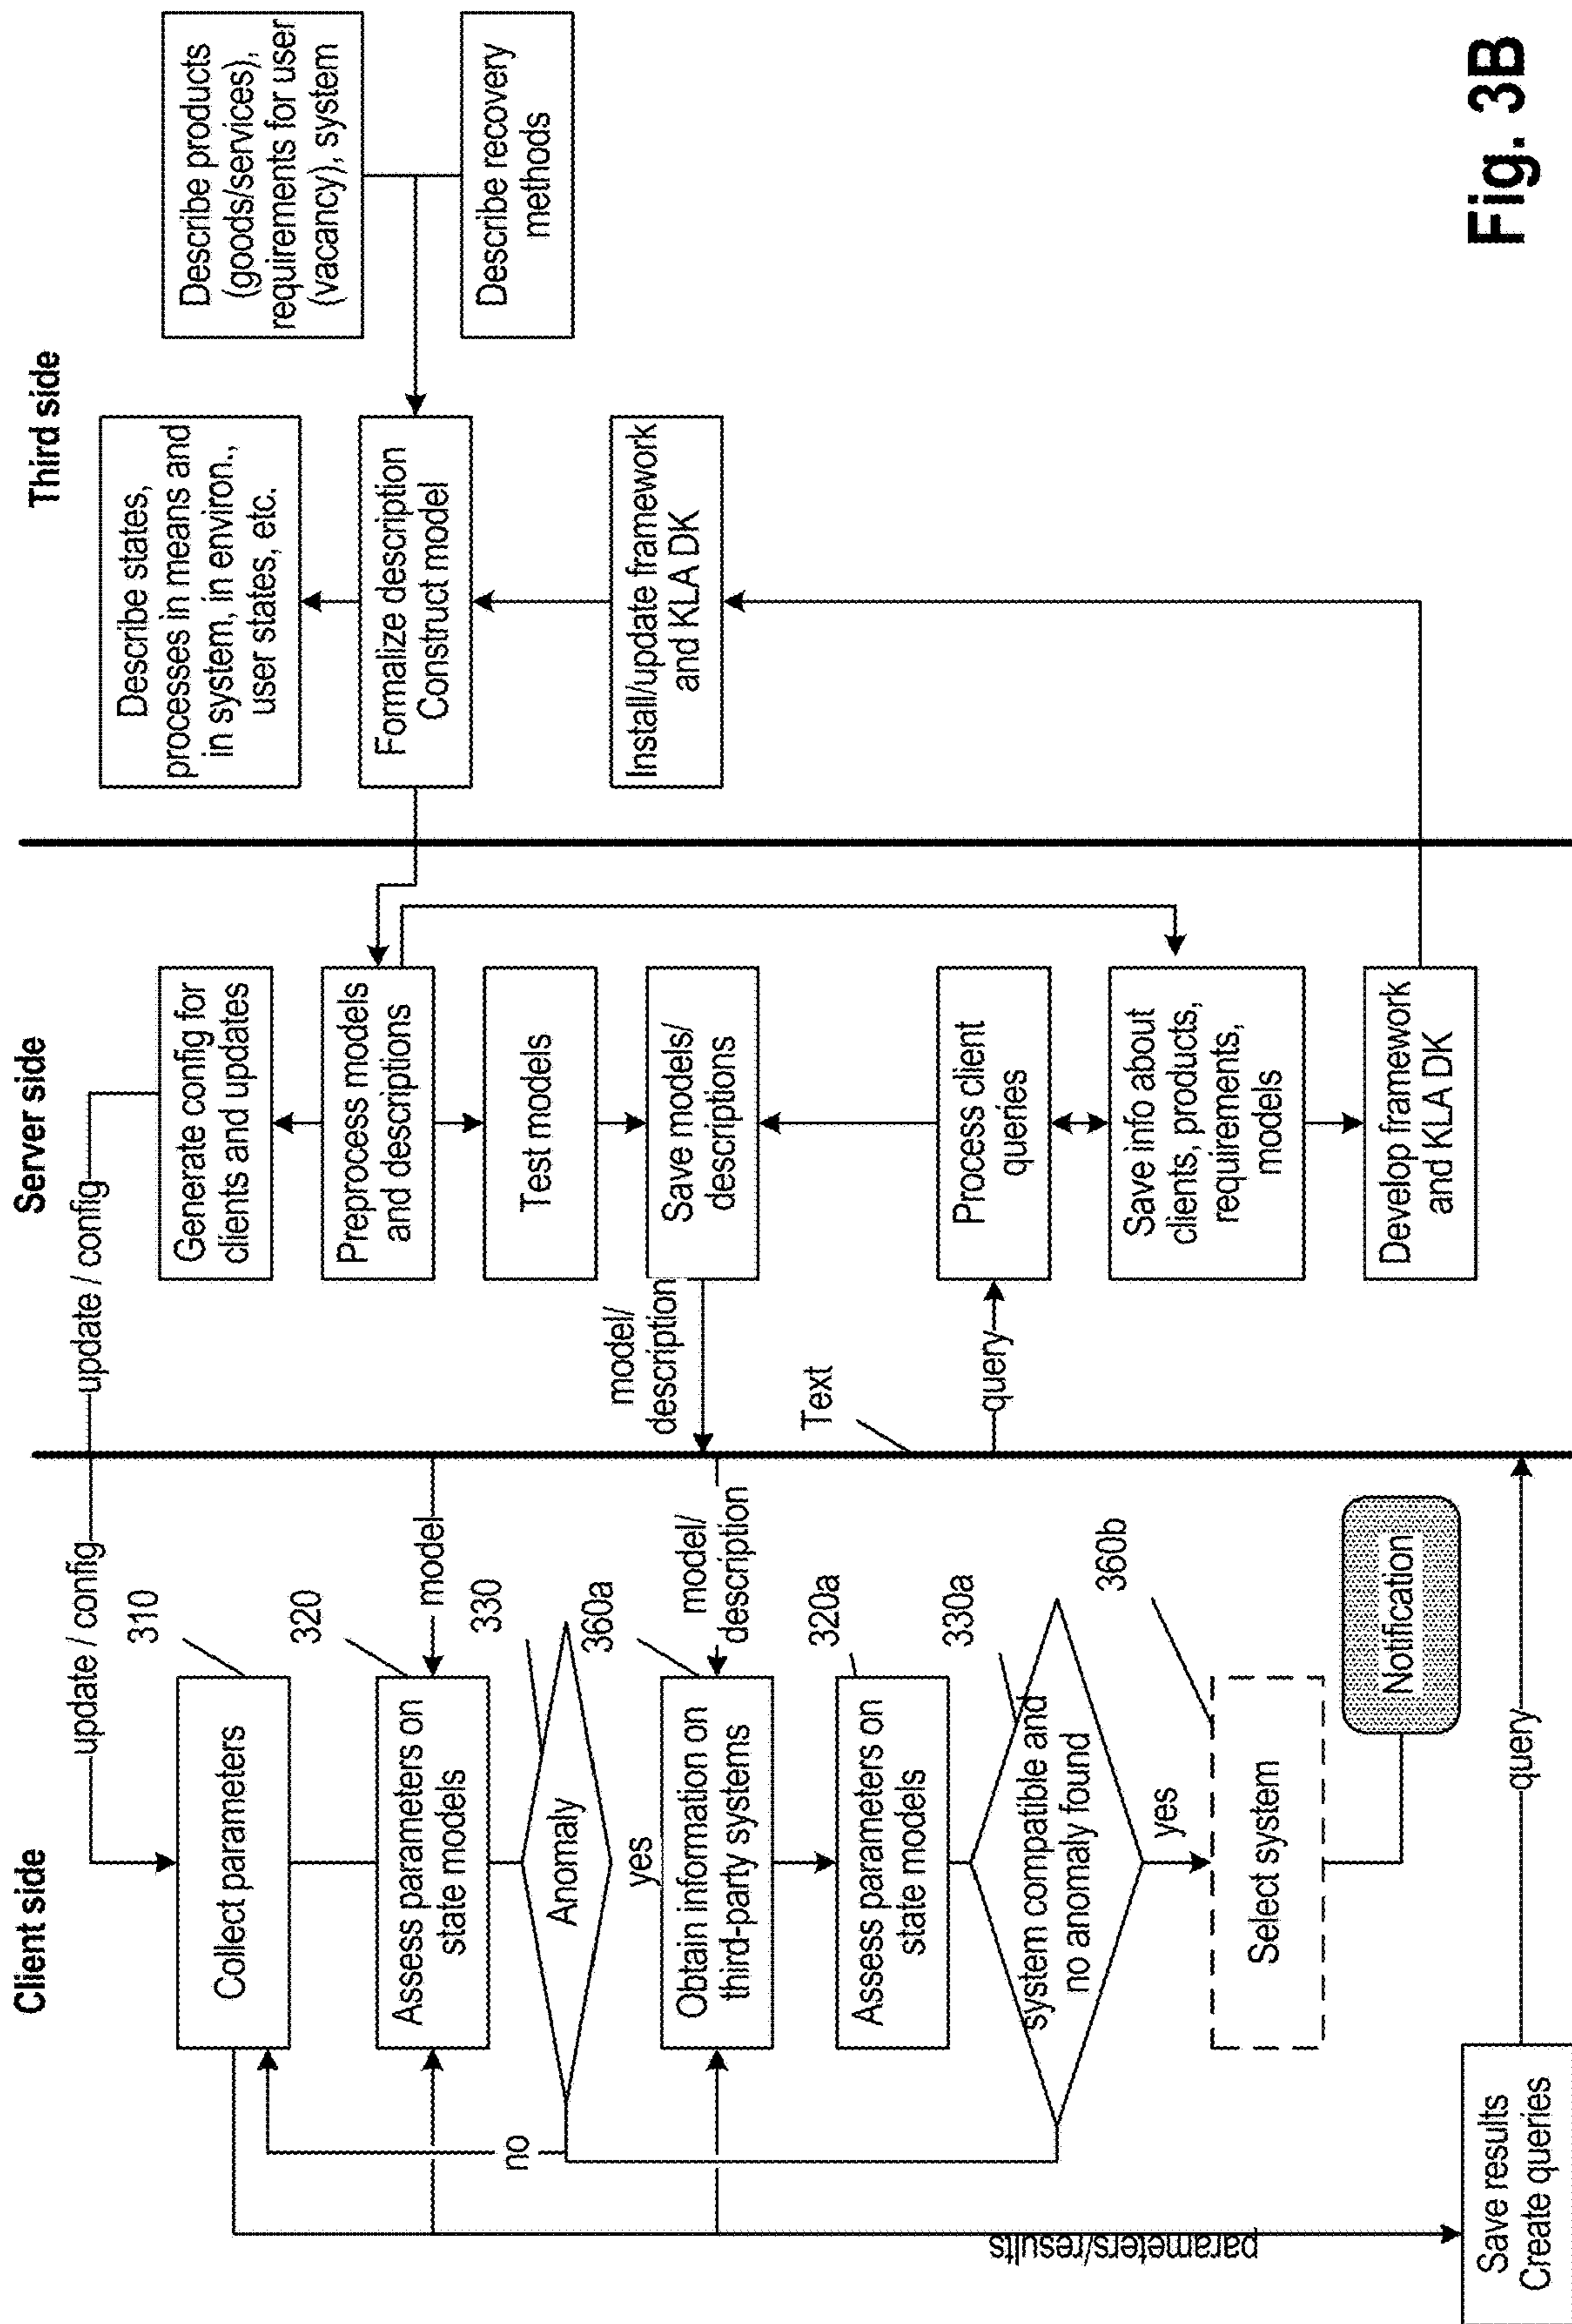 Client side
Server side
Third side
update / config
update / config
310
Collect parameters
320
Assess parameters on
state models
model
330
Anomaly
no
yes
360a
Obtain information on
third-party systems
model/
description
320a
Assess parameters on
state models
330a
system compatible and
no anomaly found
yes
360b
Select system
Notification
parameters/results
Save results
Create queries
query
Generate config for
clients and updates
Preprocess models
and descriptions
Test models
Save models/
descriptions
model/
description
Text
query
Process client
queries
Save info about
clients, products,
requirements,
models
Develop framework
and KLA DK
Describe states,
processes in means and
in system, in environ.,
user states, etc.
Formalize description
Construct model
Install/update framework
and KLA DK
Describe products
(goods/services),
requirements for user
(vacancy), system
Describe recovery
methods
Fig. 3B